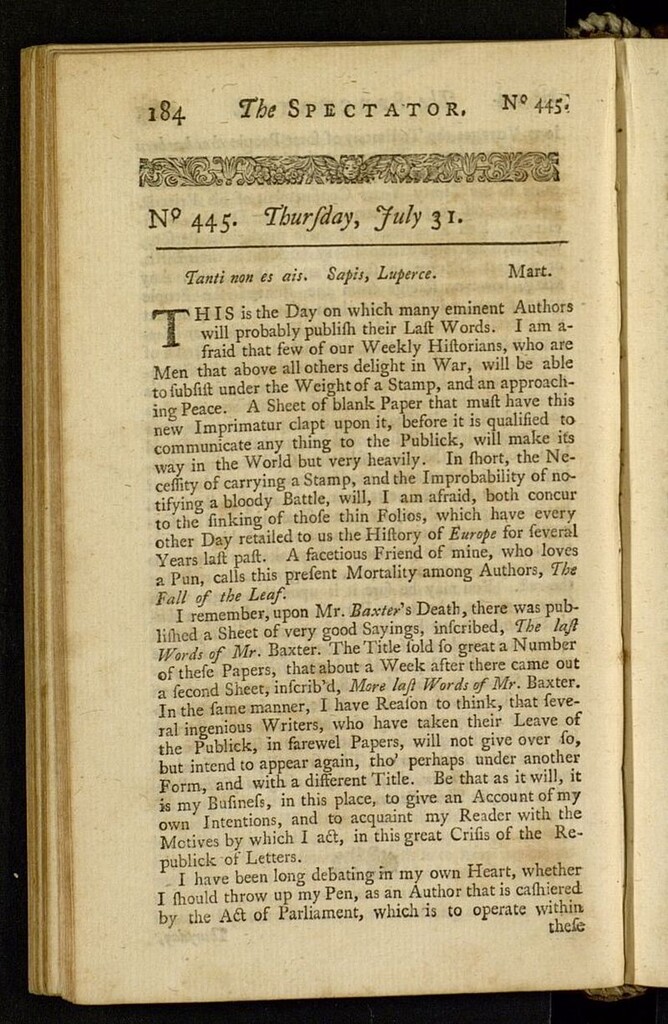 184 The SPECTATOR. Nº 445.
Nº 445. Thurſday, July 31.
Tanti non es ais. Sapis, Luperce. Mart.
THIS is the Day on which many eminent Authors
will probably publiſh their Laſt Words. I am a-
fraid that few of our Weekly Hiſtorians, who are
Men that above all others delight in War, will be able
to ſubſiſt under the Weight of a Stamp, and an approach-
ing Peace. A Sheet of blank Paper that muſt have this
new Imprimatur clapt upon it, before it is qualified to
communicate any thing to the Publick, will make its
way in the World but very heavily. In ſhort, the Ne-
ceſſity of carrying a Stamp, and the Improbability of no-
tifying a bloody Battle, will, I am afraid, both concur
to the ſinking of thoſe thin Folios, which have every
other Day retailed to us the Hiſtory of Europe for ſeveral
Years laſt paſt. A facetious Friend of mine, who loves
a Pun, calls this preſent Mortality among Authors, The
Fall of the Leaf.
I remember, upon Mr. Baxter's Death, there was pub-
liſhed a Sheet of very good Sayings, inſcribed, The laſt
Words of Mr. Baxter. The Title ſold ſo great a Number
of theſe Papers, that about a Week after there came out
a ſecond Sheet, inſcrib'd, More laſt Words of Mr. Baxter.
In the ſame manner, I have Reaſon to think, that ſeve-
ral ingenious Writers, who have taken their Leave of
the Publick, in farewel Papers, will not give over ſo,
but intend to appear again, tho' perhaps under another
Form, and with a different Title. Be that as it will, it
is my Buſineſs, in this place, to give an Account of my
own Intentions, and to acquaint my Reader with the
Motives by which I act, in this great Criſis of the Re-
publick of Letters.
I have been long debating in my own Heart, whether
I ſhould throw up my Pen, as an Author that is caſhiered
by the Act of Parliament, which is to operate within
theſe